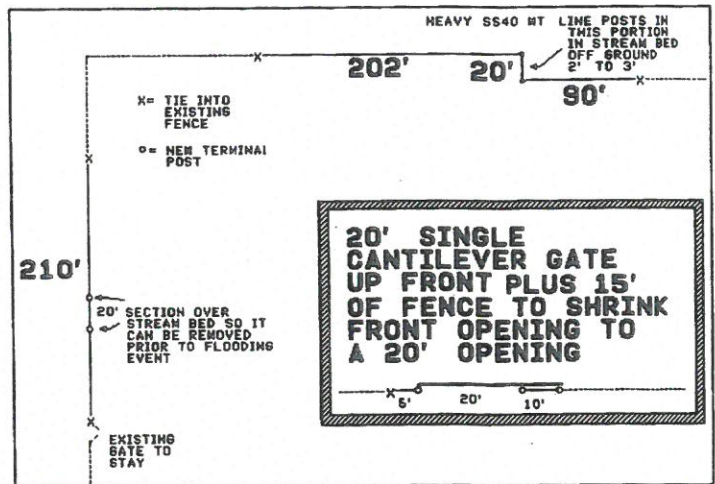 HEAVY SS40 WT LINE POSTS IN
THIS PORTION
IN STREAM BED
OFF GROUND
2' TO 3'
202'
20'
90'
X= TIE INTO
EXISTING
FENCE
o= NEW TERMINAL
POST
210'
20' SECTION OVER
STREAM BED SO IT
CAN BE REMOVED
PRIOR TO FLOODING
EVENT
EXISTING
GATE TO
STAY
20' SINGLE
CANTILEVER GATE
UP FRONT PLUS 15'
OF FENCE TO SHRINK
FRONT OPENING TO
A 20' OPENING
5'
20'
10'